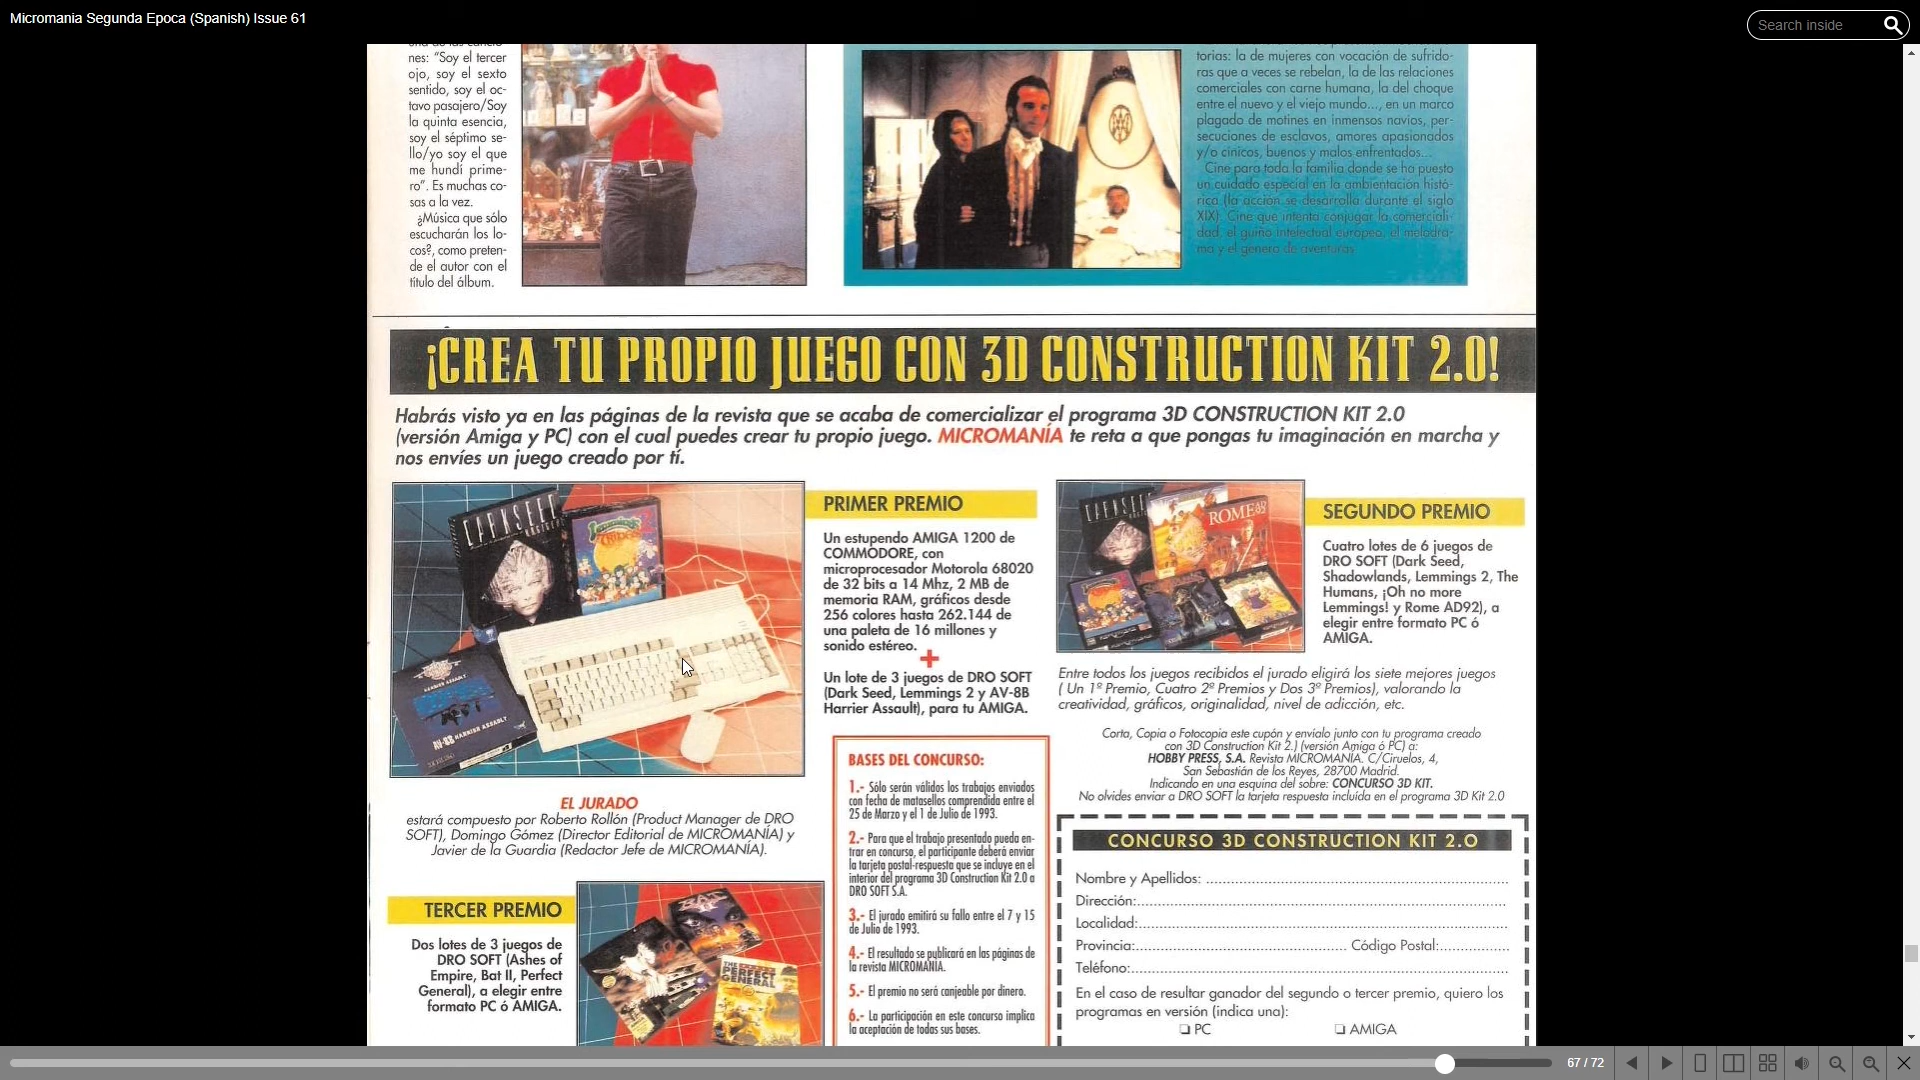 Micromania Segunda Epoca (Spanish) Issue 61
Search inside
nes: “Soy el tercer
ojo, soy el sexto
sentido, soy el oc-
tavo pasajero/Soy
la quinta esencia,
soy el séptimo se-
llo/yo soy el que
me hundí prime-
ro”. Es muchas co-
sas a la vez.
¿Música que sólo
escucharán los lo-
cos?, como preten-
de el autor con el
título del álbum.
torias: la de mujeres con vocación de sufrido-
ras que a veces se rebelan, la de las relaciones
comerciales con carne humana, la del choque
entre el nuevo y el viejo mundo..., en un marco
plagado de motines en inmensos navios, per-
secuciones de esclavos, amores apasionados
y/o cínicos, buenos y malos enfrentados...
Cine para toda la familia donde se ha puesto
un cuidado especial en la ambientación histó-
rica (la acción se desarrolla durante el siglo
XIX). Cine que intenta conjugar la comerciali-
dad, el guiño intelectual europeo, el melodra-
ma y el genero de aventuras
¡CREA TU PROPIO JUEGO CON 3D CONSTRUCTION KIT 2.0!
Habrás visto ya en las páginas de la revista que se acaba de comercializar el programa 3D CONSTRUCTION KIT 2.0
(versión Amiga y PC) con el cual puedes crear tu propio juego. MICROMANÍA te reta a que pongas tu imaginación en marcha y
nos envíes un juego creado por tí.
PRIMER PREMIO
Un estupendo AMIGA 1200 de
COMMODORE, con
microprocesador Motorola 68020
de 32 bits a 14 Mhz, 2 MB de
memoria RAM, gráficos desde
256 colores hasta 262.144 de
una paleta de 16 millones y
sonido estéreo.
+
Un lote de 3 juegos de DRO SOFT
(Dark Seed, Lemmings 2 y AV-8B
Harrier Assault), para tu AMIGA.
ROME
SEGUNDO PREMIO
Cuatro lotes de 6 juegos de
DRO SOFT (Dark Seed,
Shadowlands, Lemmings 2, The
Humans, ¡Oh no more
Lemmings! y Rome AD92), a
elegir entre formato PC ó
AMIGA.
Entre todos los juegos recibidos el jurado eligirá los siete mejores juegos
( Un 1º Premio, Cuatro 2º Premios y Dos 3º Premios), valorando la
creatividad, gráficos, originalidad, nivel de adicción, etc.
Corta, Copia o Fotocopia este cupón y envíalo junto con tu programa creado
con 3D Construction Kit 2.) (versión Amiga ó PC) a:
HOBBY PRESS, S.A. Revista MICROMANÍA. C/Ciruelos, 4,
San Sebastián de los Reyes, 28700 Madrid.
Indicando en una esquina del sobre: CONCURSO 3D KIT.
No olvides enviar a DRO SOFT la tarjeta respuesta incluída en el programa 3D Kit 2.0
EL JURADO
estará compuesto por Roberto Rollón (Product Manager de DRO
SOFT), Domingo Gómez (Director Editorial de MICROMANÍA) y
Javier de la Guardia (Redactor Jefe de MICROMANÍA).
TERCER PREMIO
Dos lotes de 3 juegos de
DRO SOFT (Ashes of
Empire, Bat II, Perfect
General), a elegir entre
formato PC ó AMIGA.
THE
PERFECT
GENERAL
BASES DEL CONCURSO:
1.- Sólo serán válidos los trabajos enviados
con fecha de matasellos comprendida entre el
25 de Marzo y el 1 de Julio de 1993.
2.- Para que el trabajo presentado pueda en-
trar en concurso, el participante deberá enviar
la tarjeta postal-respuesta que se incluye en el
interior del programa 3D Construction Kit 2.0 a
DRO SOFT S.A.
3.- El jurado emitirá su fallo entre el 7 y 15
de Julio de 1993.
4.- El resultado se publicará en las páginas de
la revista MICROMANIA.
5.- El premio no será canjeable por dinero.
6.- La participación en este concurso implica
la aceptación de todas sus bases.
CONCURSO 3D CONSTRUCTION KIT 2.0
Nombre y Apellidos:
Dirección:
Localidad:
Provincia: Código Postal:
Teléfono:
En el caso de resultar ganador del segundo o tercer premio, quiero los
programas en versión (indica una):
❏ PC ❏ AMIGA
67 / 72